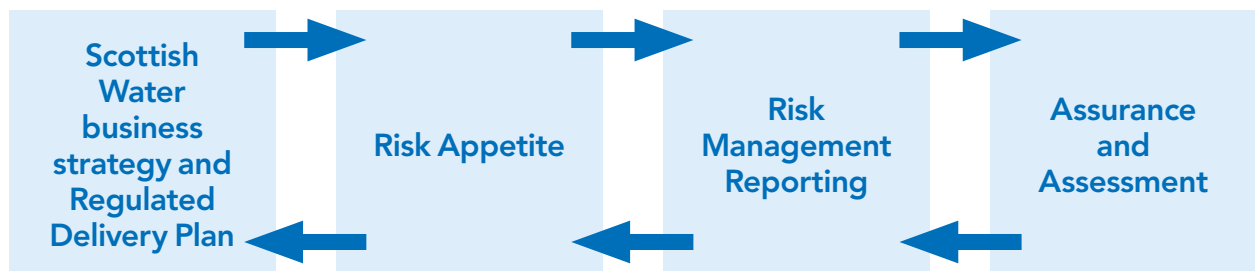 Scottish
Water
business
strategy and
Regulated
Delivery Plan
Risk Appetite
Risk
Management
Reporting
Assurance
and
Assessment